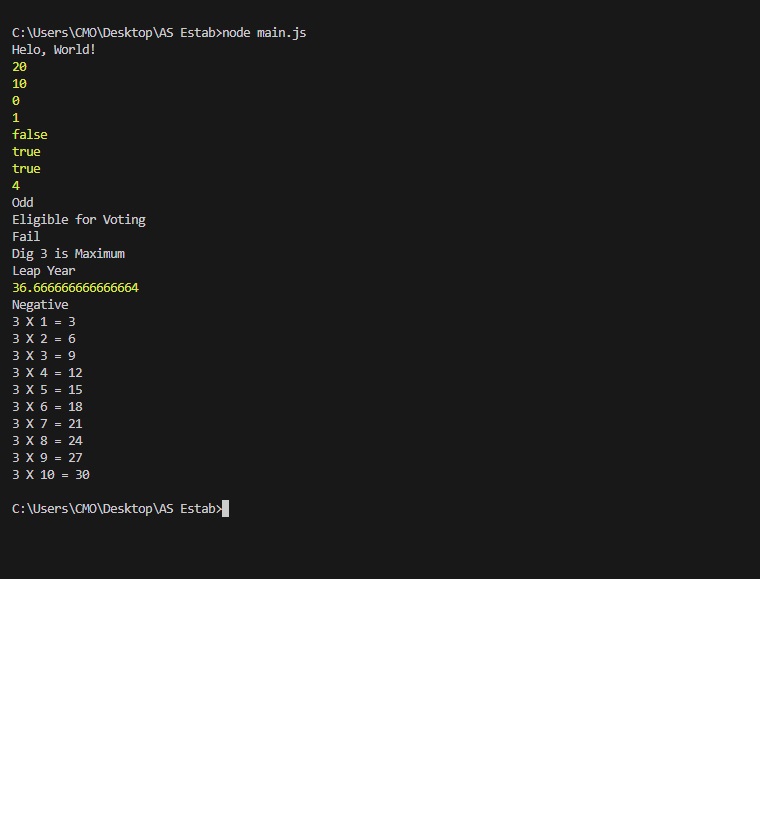 C:\Users\CMO\Desktop\AS Estab>node main.js
Helo, World!
20
10
0
1
false
true
true
4
Odd
Eligible for Voting
Fail
Dig 3 is Maximum
Leap Year
36.666666666666664
Negative
3 X 1 = 3
3 X 2 = 6
3 X 3 = 9
3 X 4 = 12
3 X 5 = 15
3 X 6 = 18
3 X 7 = 21
3 X 8 = 24
3 X 9 = 27
3 X 10 = 30
C:\Users\CMO\Desktop\AS Estab>